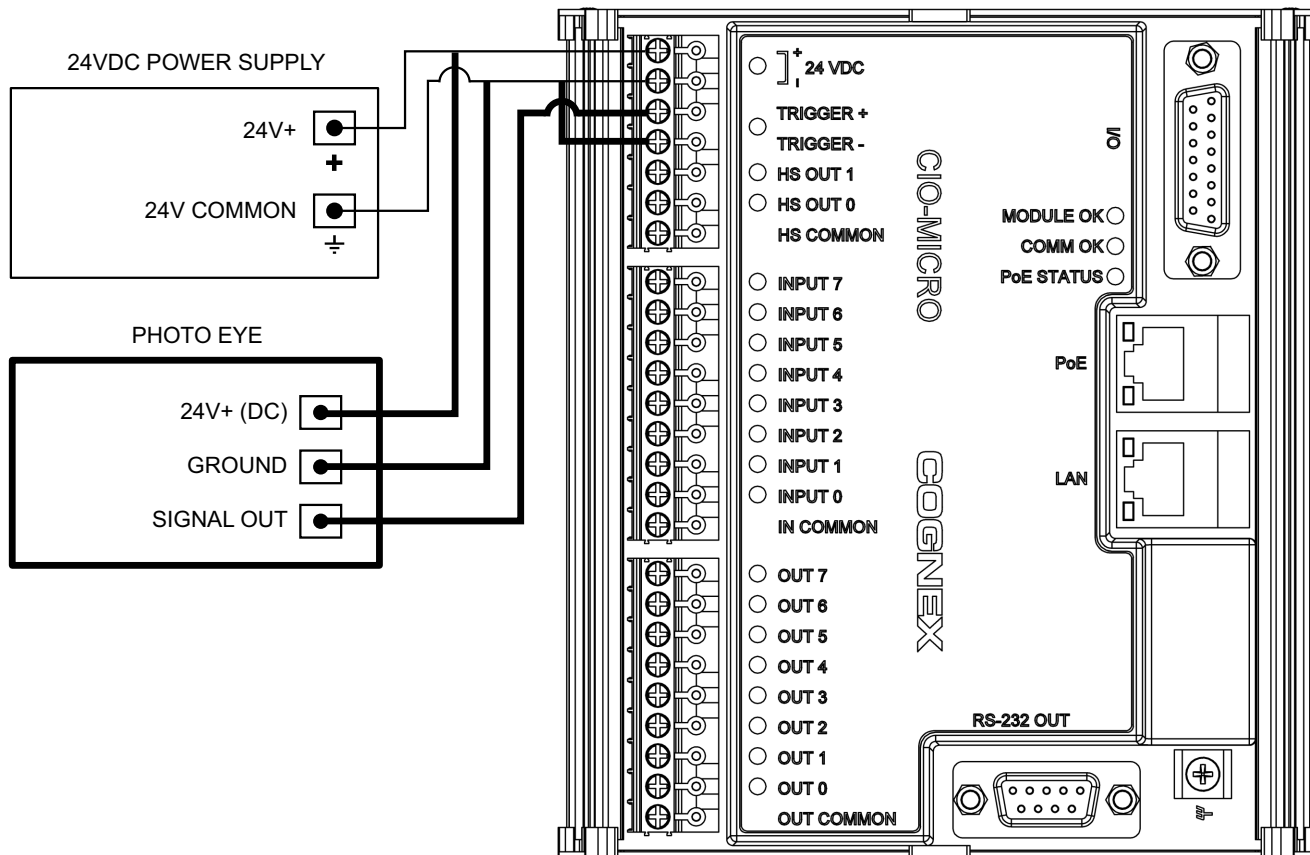 24VDC POWER SUPPLY
24V+
+
24V COMMON
PHOTO EYE
24V+ (DC)
GROUND
SIGNAL OUT
+
24 VDC
-
TRIGGER +
TRIGGER -
HS OUT 1
HS OUT 0
HS COMMON
INPUT 7
INPUT 6
INPUT 5
INPUT 4
INPUT 3
INPUT 2
INPUT 1
INPUT 0
IN COMMON
OUT 7
OUT 6
OUT 5
OUT 4
OUT 3
OUT 2
OUT 1
OUT 0
OUT COMMON
CIO-MICRO
COGNEX
I/O
MODULE OK
COMM OK
PoE STATUS
PoE
LAN
RS-232 OUT